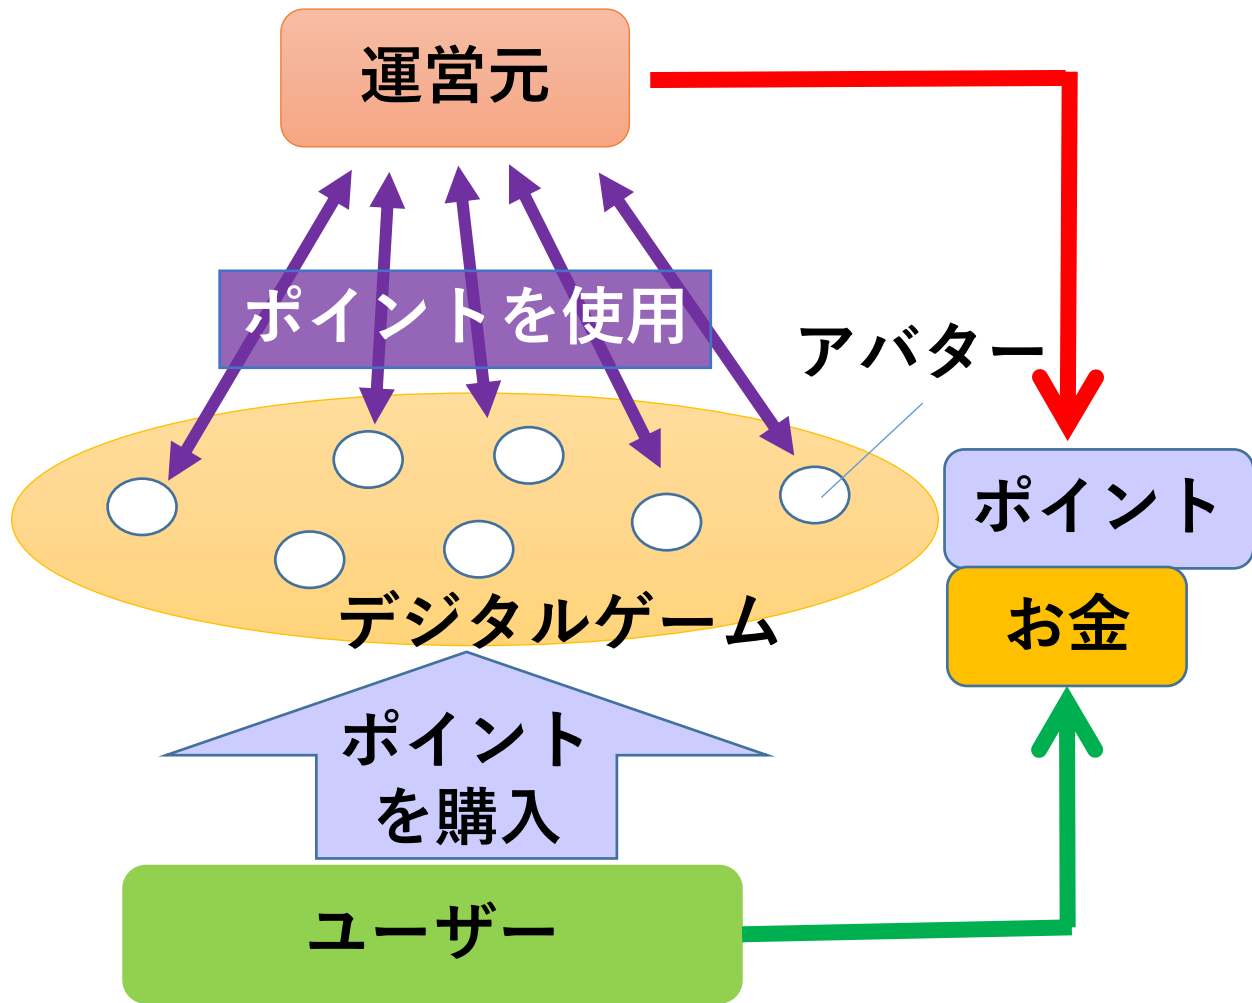 運営元
ポイントを使用
アバター
ポイント
お金
デジタルゲーム
ポイント
を購入
ユーザー